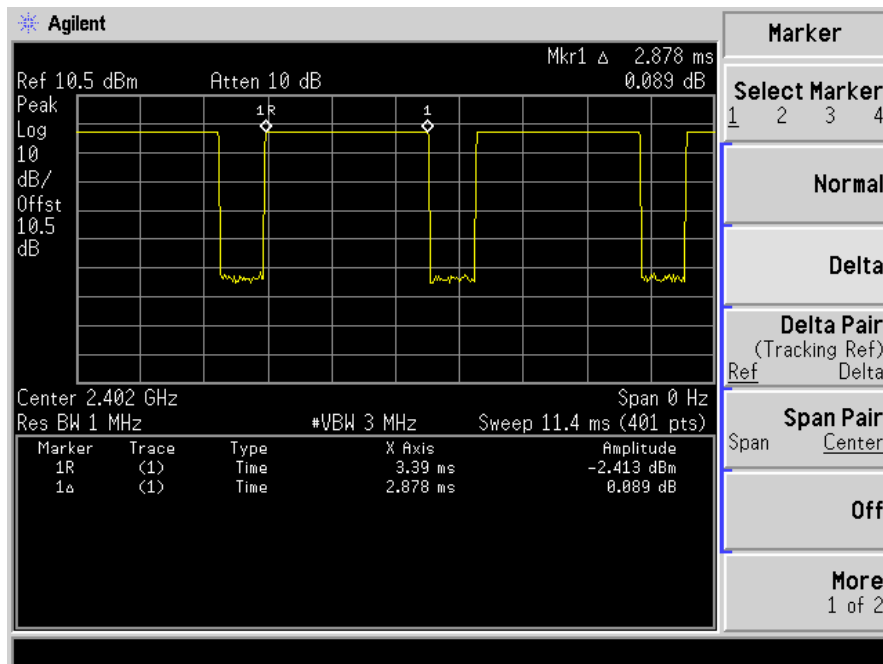 Agilent
Marker
Mkr1 Δ 2.878 ms
Ref 10.5 dBm Atten 10 dB 0.089 dB
Peak
Log
10
dB/
Offst
10.5
dB
1R 1
Center 2.402 GHz Span 0 Hz
Res BW 1 MHz #VBW 3 MHz Sweep 11.4 ms (401 pts)
Marker Trace Type X Axis Amplitude
1R (1) Time 3.39 ms -2.413 dBm
1Δ (1) Time 2.878 ms 0.089 dB
Select Marker
1 2 3 4
Normal
Delta
Delta Pair
(Tracking Ref)
Ref Delta
Span Pair
Span Center
Off
More
1 of 2